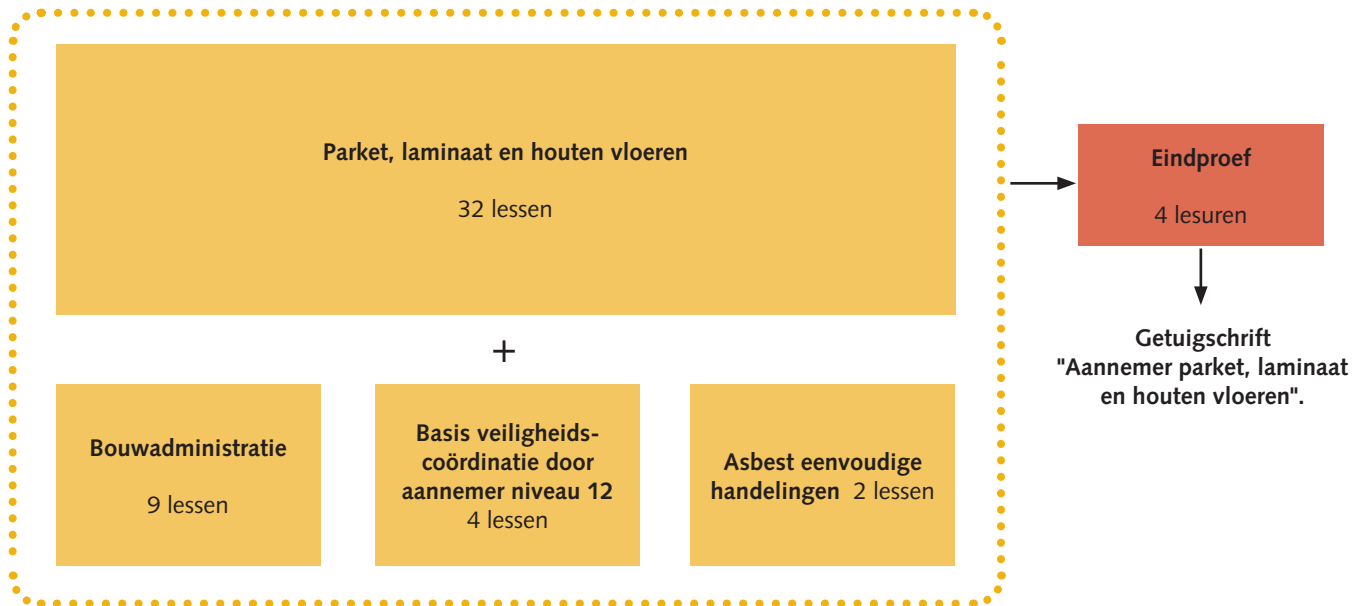 Parket, laminaat en houten vloeren
32 lessen
+
Bouwadministratie
9 lessen
Basis veiligheids-
coördinatie door
aannemer niveau 12
4 lessen
Asbest eenvoudige
handelingen 2 lessen
Eindproef
4 lesuren
Getuigschrift
"Aannemer parket, laminaat
en houten vloeren".